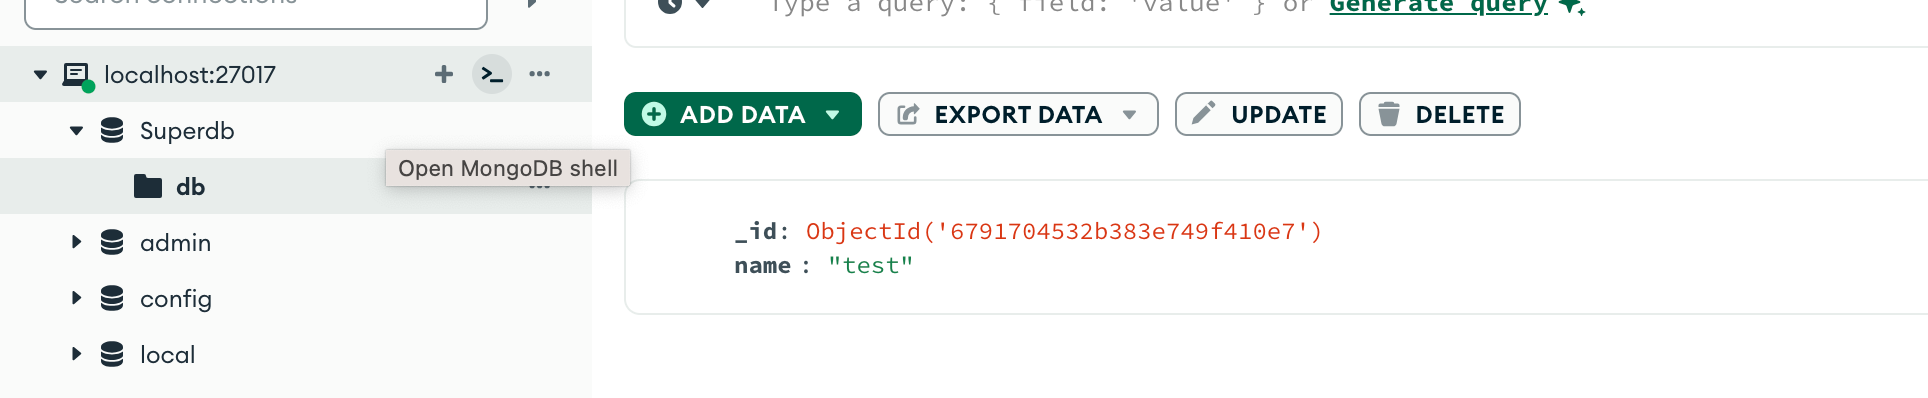 Search connections
localhost:27017
Superdb
db
admin
config
local
Open MongoDB shell
Type a query: { field: 'value' } or Generate query
ADD DATA
EXPORT DATA
UPDATE
DELETE
_id: ObjectId('6791704532b383e749f410e7')
name : "test"